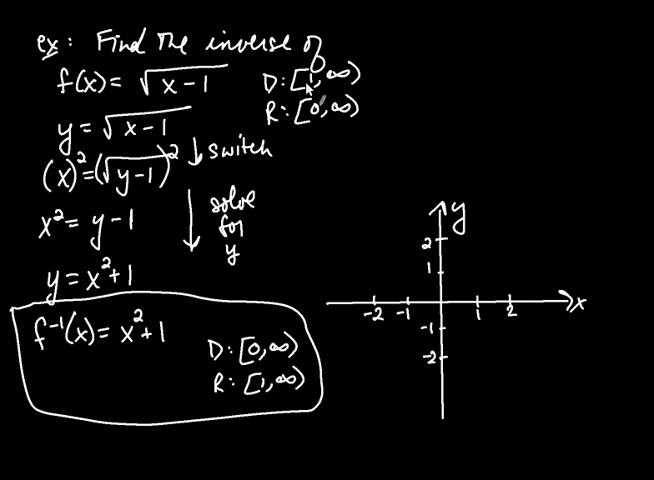 ex: Find the inverse of
f(x) = √x-1 D: [1, ∞)
y = √x-1 R: [0, ∞)
(x)² = (√y-1)² ↓ switch
x² = y - 1 ↓ solve for y
y = x² + 1
f⁻¹(x) = x² + 1
D: [0, ∞)
R: [1, ∞)
y
2
1
-2 -1 1 2 x
-1
-2